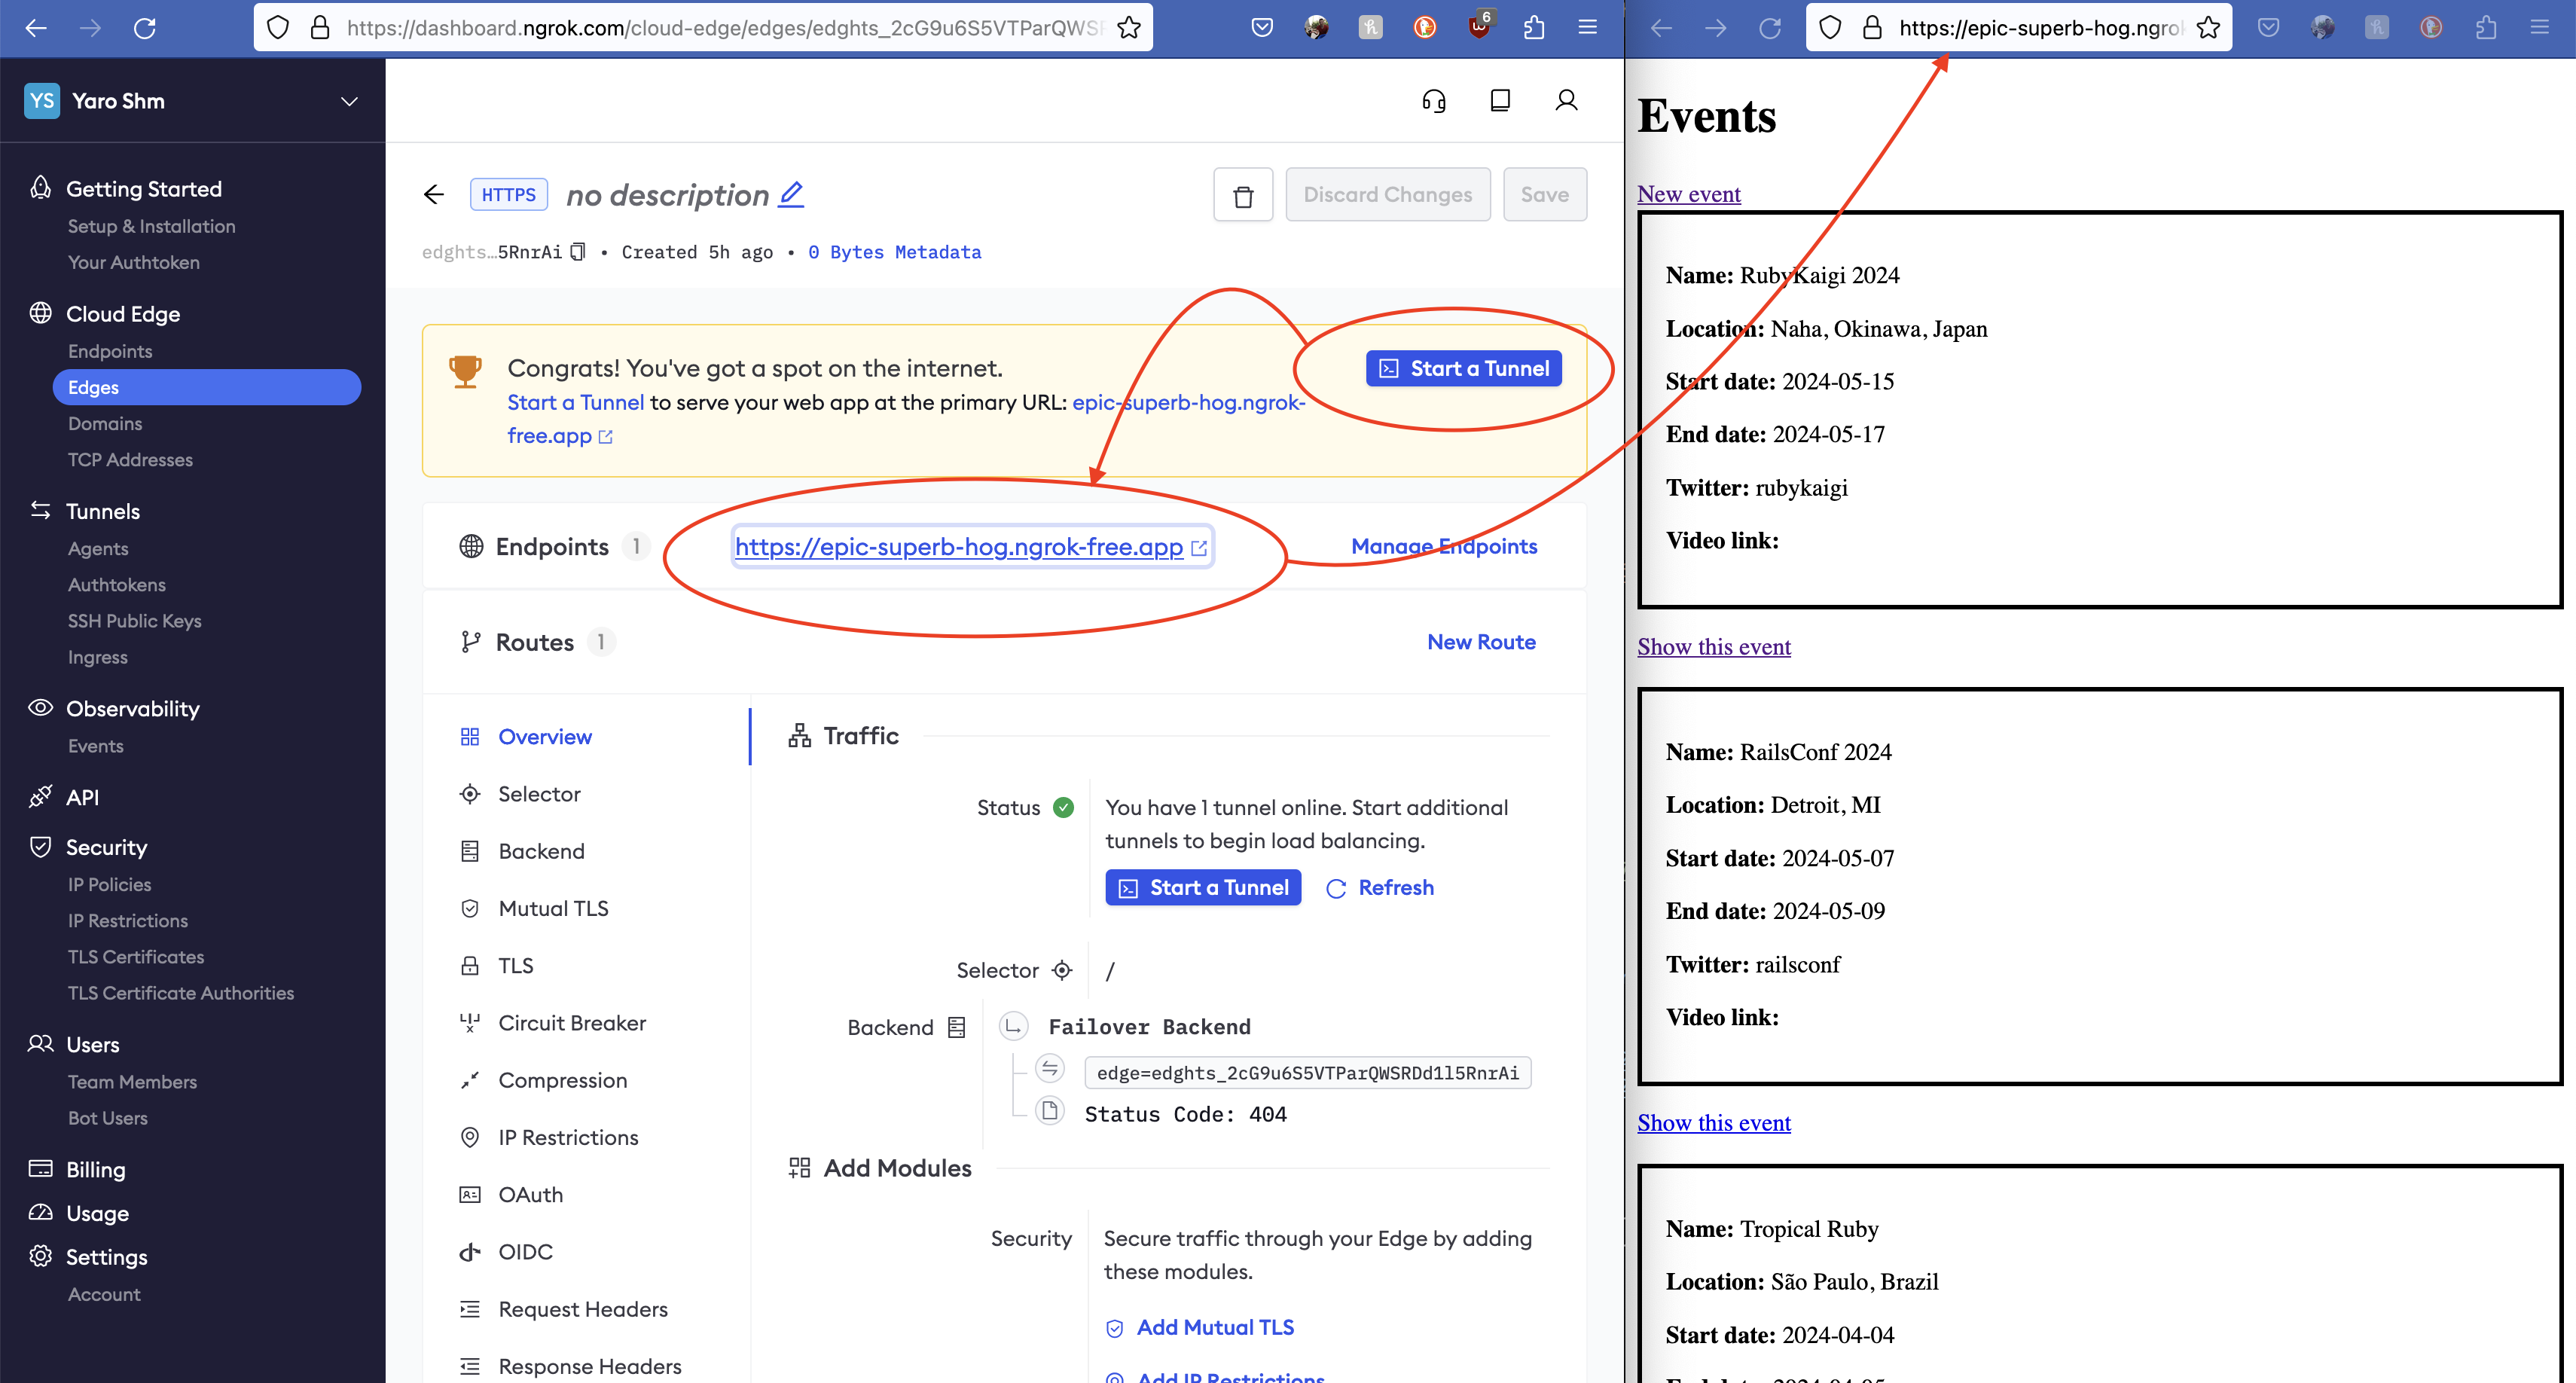 https://dashboard.ngrok.com/cloud-edge/edges/edghts_2cG9u6S5VTParQWS
6
YS Yaro Shm
Getting Started
Setup & Installation
Your Authtoken
Cloud Edge
Endpoints
Edges
Domains
TCP Addresses
Tunnels
Agents
Authtokens
SSH Public Keys
Ingress
Observability
Events
API
Security
IP Policies
IP Restrictions
TLS Certificates
TLS Certificate Authorities
Users
Team Members
Bot Users
Billing
Usage
Settings
Account
HTTPS no description
Discard Changes
Save
edghts…5RnrAi • Created 5h ago • 0 Bytes Metadata
Congrats! You've got a spot on the internet.
Start a Tunnel to serve your web app at the primary URL: epic-superb-hog.ngrok-
free.app
Start a Tunnel
Endpoints 1
https://epic-superb-hog.ngrok-free.app
Manage Endpoints
Routes 1
New Route
Overview
Selector
Backend
Mutual TLS
TLS
Circuit Breaker
Compression
IP Restrictions
OAuth
OIDC
Request Headers
Response Headers
Traffic
Status
You have 1 tunnel online. Start additional
tunnels to begin load balancing.
Start a Tunnel
Refresh
Selector
/
Backend
Failover Backend
edge=edghts_2cG9u6S5VTParQWSRDd1l5RnrAi
Status Code: 404
Add Modules
Security
Secure traffic through your Edge by adding
these modules.
Add Mutual TLS
Add IP Restrictions
https://epic-superb-hog.ngrok
Events
New event
Name: RubyKaigi 2024
Location: Naha, Okinawa, Japan
Start date: 2024-05-15
End date: 2024-05-17
Twitter: rubykaigi
Video link:
Show this event
Name: RailsConf 2024
Location: Detroit, MI
Start date: 2024-05-07
End date: 2024-05-09
Twitter: railsconf
Video link:
Show this event
Name: Tropical Ruby
Location: São Paulo, Brazil
Start date: 2024-04-04